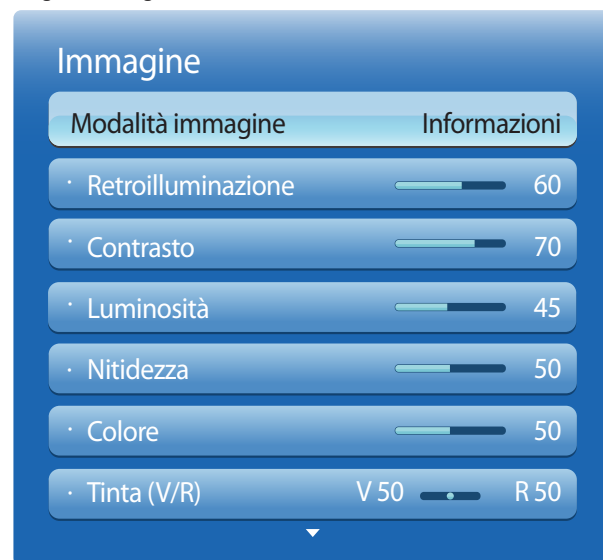 Immagine
Modalità immagine Informazioni
· Retroilluminazione 60
· Contrasto 70
· Luminosità 45
· Nitidezza 50
· Colore 50
· Tinta (V/R) V 50 R 50